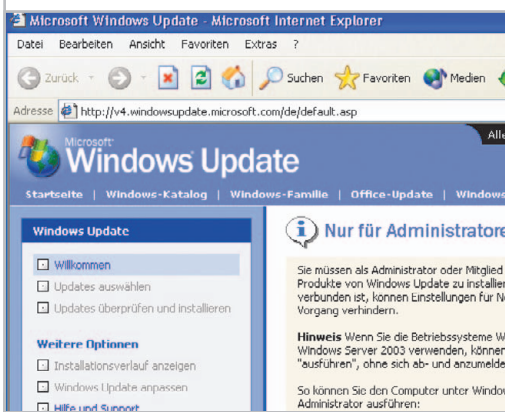 Microsoft Windows Update - Microsoft Internet Explorer
Datei Bearbeiten Ansicht Favoriten Extras ?
Zurück Suchen Favoriten Medien
Adresse http://v4.windowsupdate.microsoft.com/de/default.asp
Alle
Microsoft
Windows Update
Startseite | Windows-Katalog | Windows-Familie | Office-Update | Windows
Windows Update
Willkommen
Updates auswählen
Updates überprüfen und installieren
Weitere Optionen
Installationsverlauf anzeigen
Windows Update anpassen
Hilfe und Support
Nur für Administratore
Sie müssen als Administrator oder Mitglied
Produkte von Windows Update zu installier
verbunden ist, können Einstellungen für N
Vorgang verhindern.
Hinweis Wenn Sie die Betriebssysteme W
Windows Server 2003 verwenden, können
"ausführen", ohne sich ab- und anzumelde
So können Sie den Computer unter Windo
Administrator ausführen: